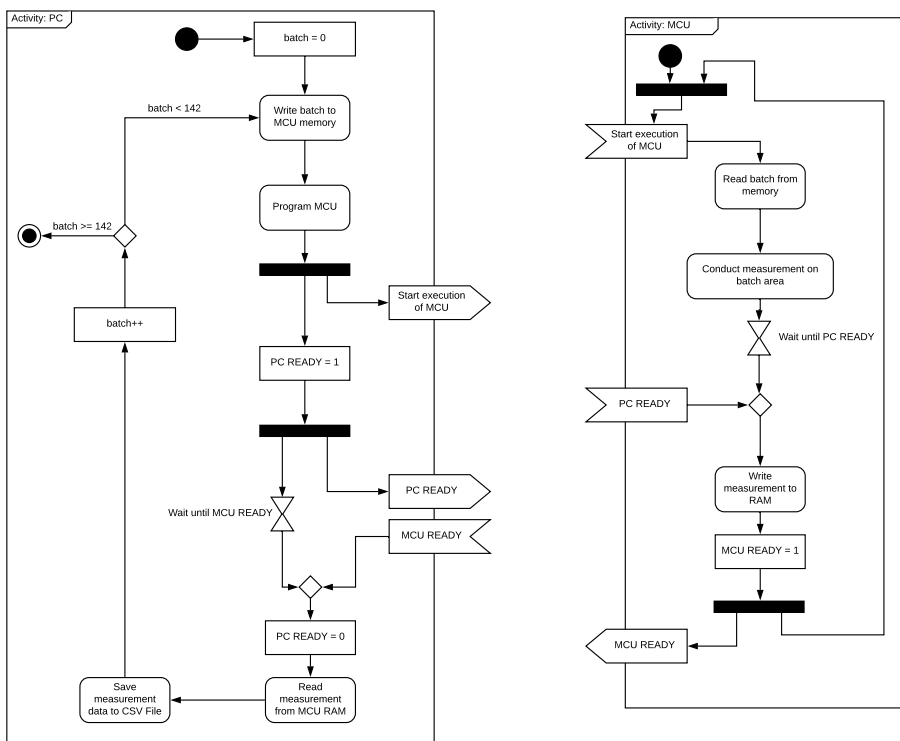 Activity: PC
batch = 0
batch < 142
Write batch to
MCU memory
Program MCU
batch >= 142
Start execution
of MCU
batch++
PC READY = 1
PC READY
Wait until MCU READY
MCU READY
PC READY = 0
Save
measurement
data to CSV File
Read
measurement
from MCU RAM
Activity: MCU
Start execution
of MCU
Read batch from
memory
Conduct measurement on
batch area
Wait until PC READY
PC READY
Write
measurement to
RAM
MCU READY = 1
MCU READY